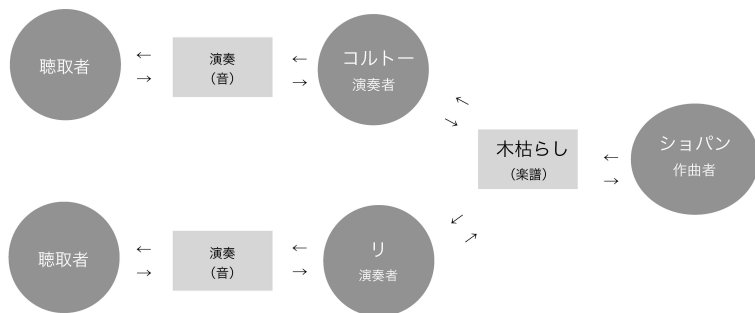 聴取者
演奏
（音）
コルトー
演奏者
木枯らし
（楽譜）
ショパン
作曲者
聴取者
演奏
（音）
リ
演奏者